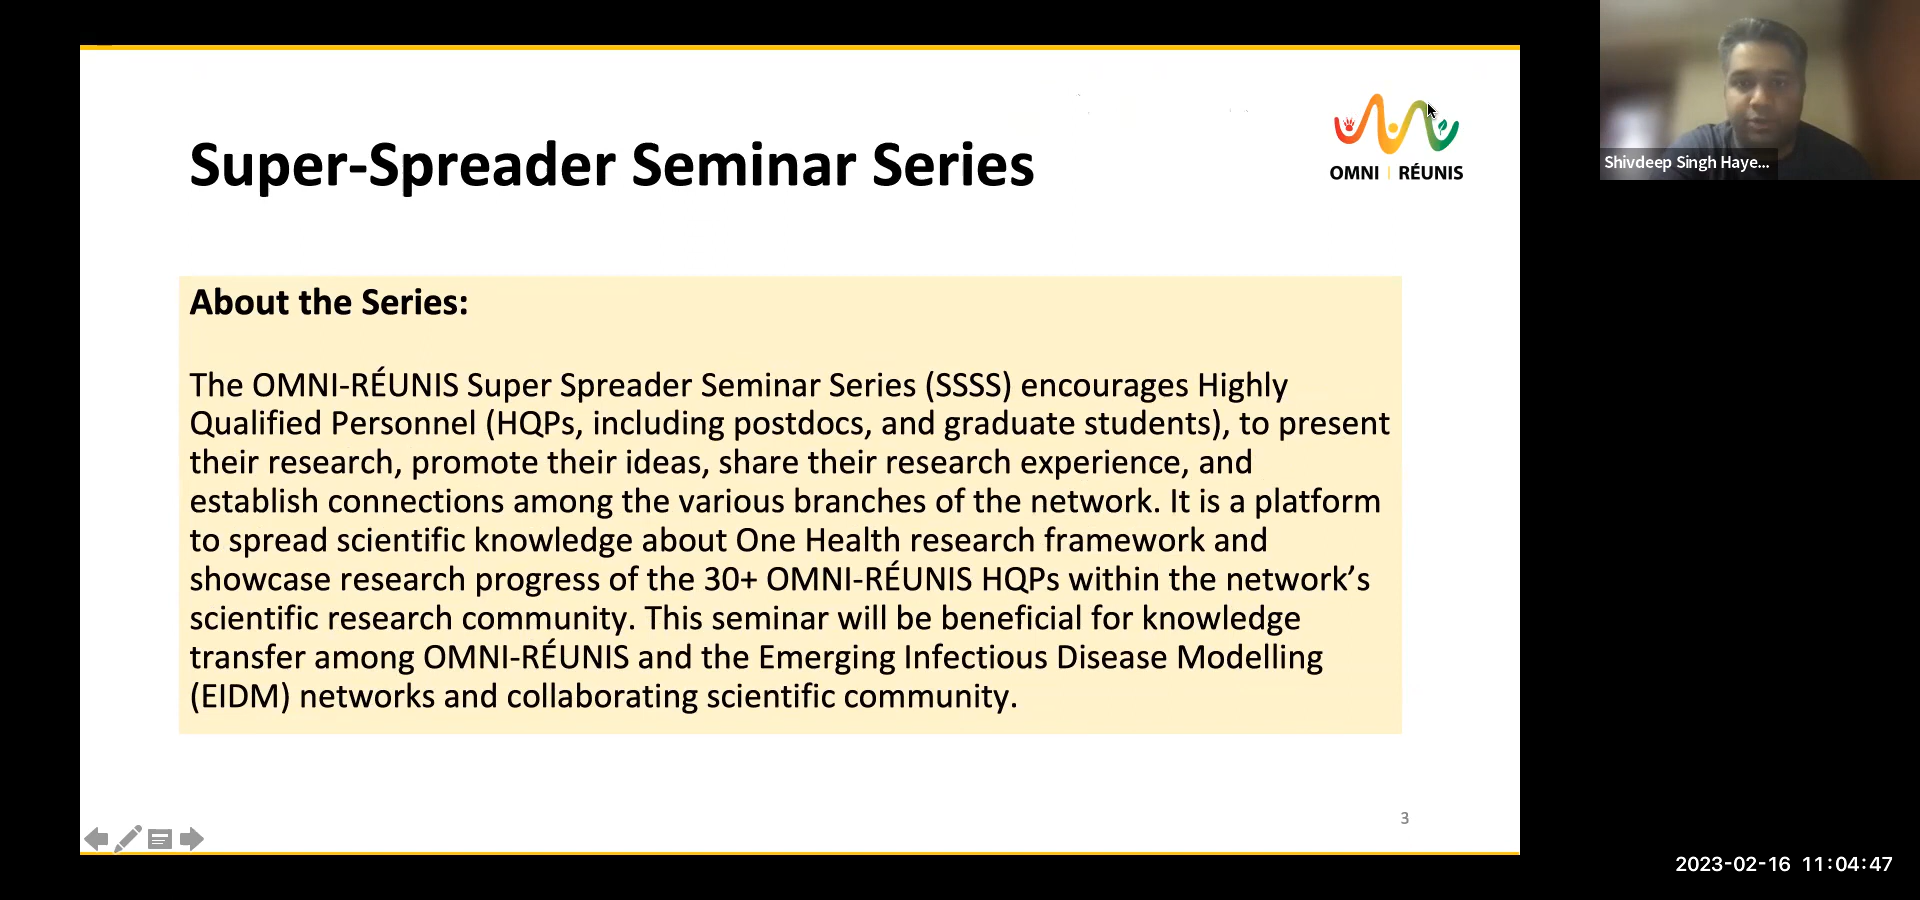 Super-Spreader Seminar Series
OMNI | RÉUNIS
Shivdeep Singh Haye...
About the Series:
The OMNI-RÉUNIS Super Spreader Seminar Series (SSSS) encourages Highly
Qualified Personnel (HQPs, including postdocs, and graduate students), to present
their research, promote their ideas, share their research experience, and
establish connections among the various branches of the network. It is a platform
to spread scientific knowledge about One Health research framework and
showcase research progress of the 30+ OMNI-RÉUNIS HQPs within the network’s
scientific research community. This seminar will be beneficial for knowledge
transfer among OMNI-RÉUNIS and the Emerging Infectious Disease Modelling
(EIDM) networks and collaborating scientific community.
3
2023-02-16 11:04:47